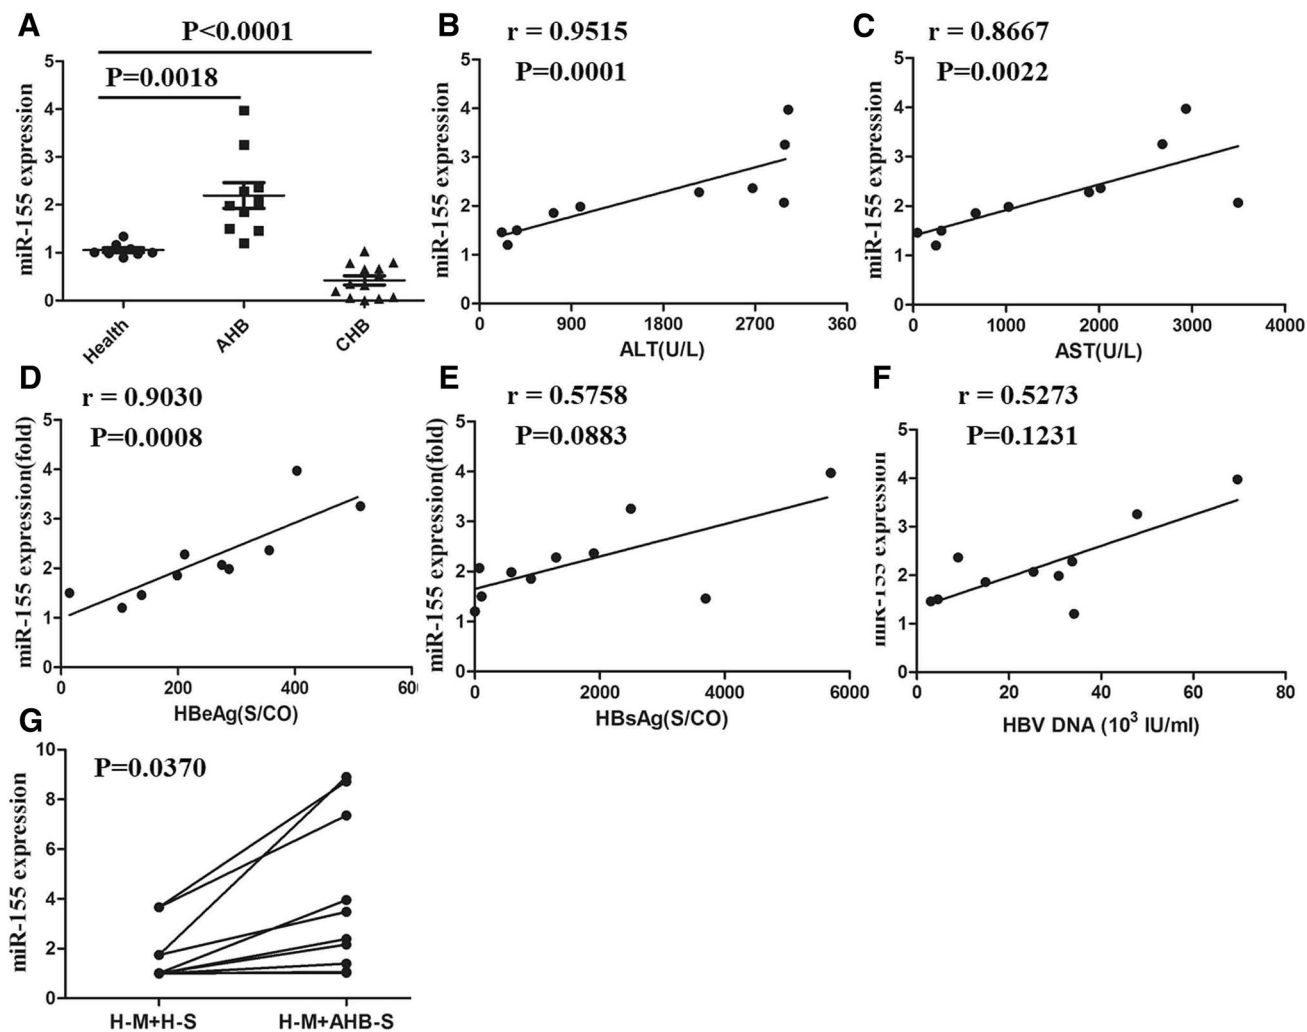 A
P<0.0001
P=0.0018
miR-155 expression
5
4
3
2
1
0
Health
AHB
CHB
B
r = 0.9515
P=0.0001
miR-155 expression
5
4
3
2
1
0
0 900 1800 2700 360
ALT(U/L)
C
r = 0.8667
P=0.0022
miR-155 expression
5
4
3
2
1
0
0 1000 2000 3000 4000
AST(U/L)
D
r = 0.9030
P=0.0008
miR-155 expression(fold)
5
4
3
2
1
0
0 200 400 60
HBeAg(S/CO)
E
r = 0.5758
P=0.0883
miR-155 expression(fold)
5
4
3
2
1
0
0 2000 4000 6000
HBsAg(S/CO)
F
r = 0.5273
P=0.1231
miR-155 expression
5
4
3
2
1
0
0 20 40 60 80
HBV DNA (10³ IU/ml)
G
P=0.0370
miR-155 expression
10
8
6
4
2
0
H-M+H-S H-M+AHB-S